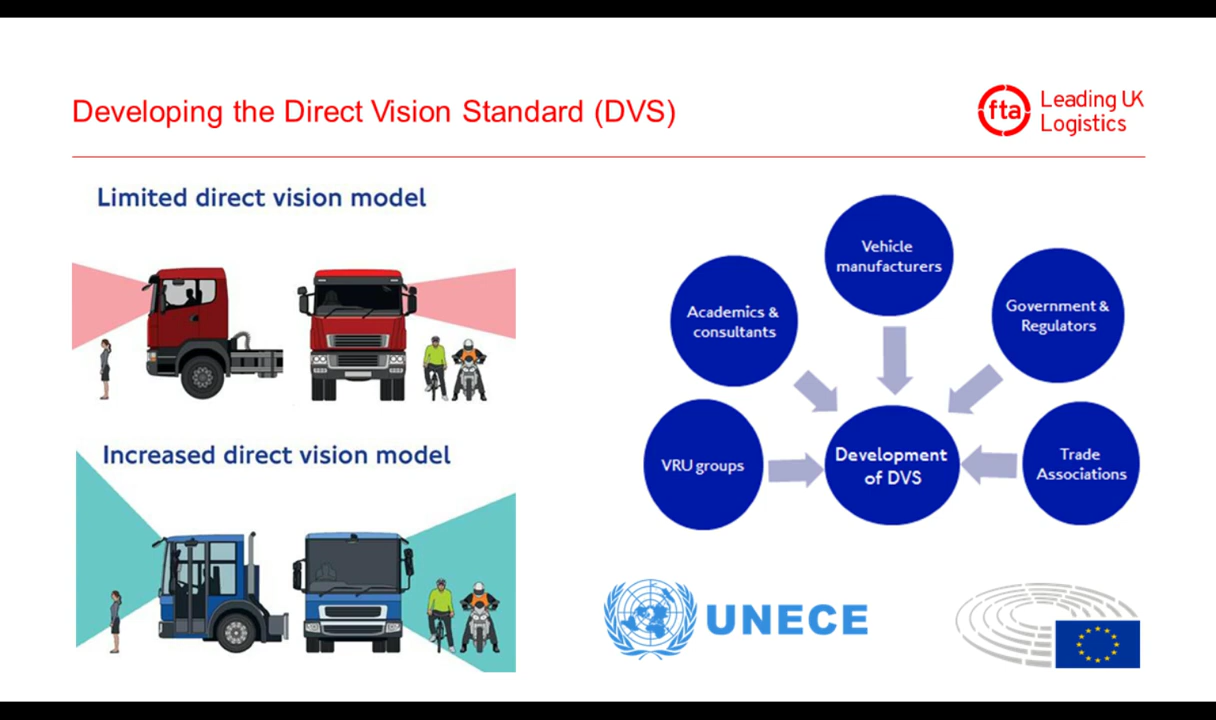 Developing the Direct Vision Standard (DVS)
fta
Leading UK
Logistics
Limited direct vision model
Increased direct vision model
Vehicle
manufacturers
Academics &
consultants
Government &
Regulators
VRU groups
Development
of DVS
Trade
Associations
UNECE